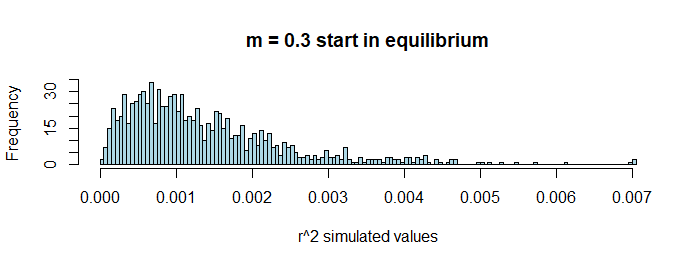 m = 0.3 start in equilibrium
Frequency
30
15
0
0.000 0.001 0.002 0.003 0.004 0.005 0.006 0.007
r^2 simulated values